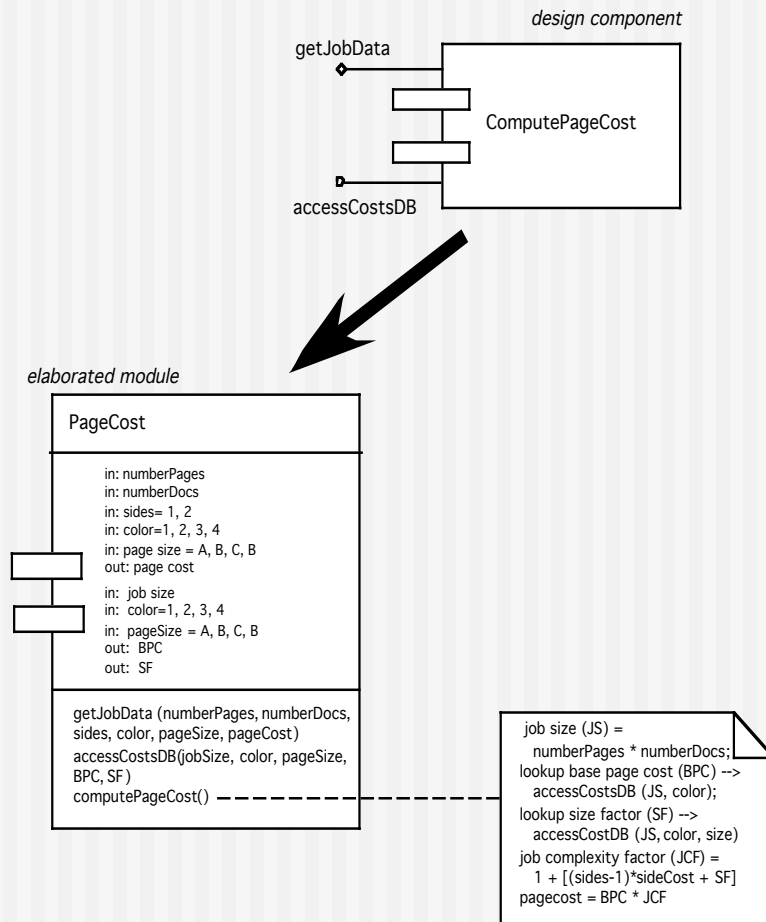 design component
getJobData
ComputePageCost
accessCostsDB
elaborated module
PageCost
in: numberPages
in: numberDocs
in: sides= 1, 2
in: color=1, 2, 3, 4
in: page size = A, B, C, B
out: page cost
in: job size
in: color=1, 2, 3, 4
in: pageSize = A, B, C, B
out: BPC
out: SF
getJobData (numberPages, numberDocs,
sides, color, pageSize, pageCost)
accessCostsDB(jobSize, color, pageSize,
BPC, SF)
computePageCost()
job size (JS) =
numberPages * numberDocs;
lookup base page cost (BPC) -->
accessCostsDB (JS, color);
lookup size factor (SF) -->
accessCostDB (JS, color, size)
job complexity factor (JCF) =
1 + [(sides-1)*sideCost + SF]
pagecost = BPC * JCF